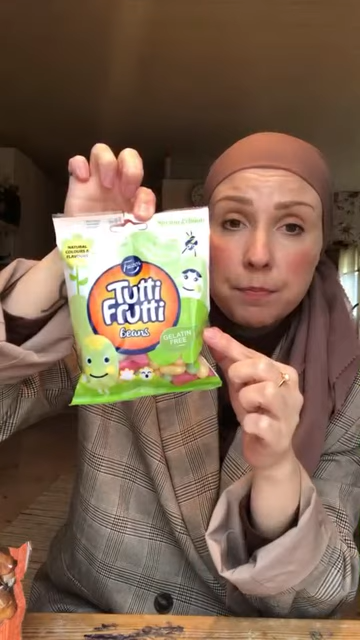 NATURAL
COLOURS &
FLAVOURS
Fazer
Tutti
Frutti
Beans
GELATIN
FREE